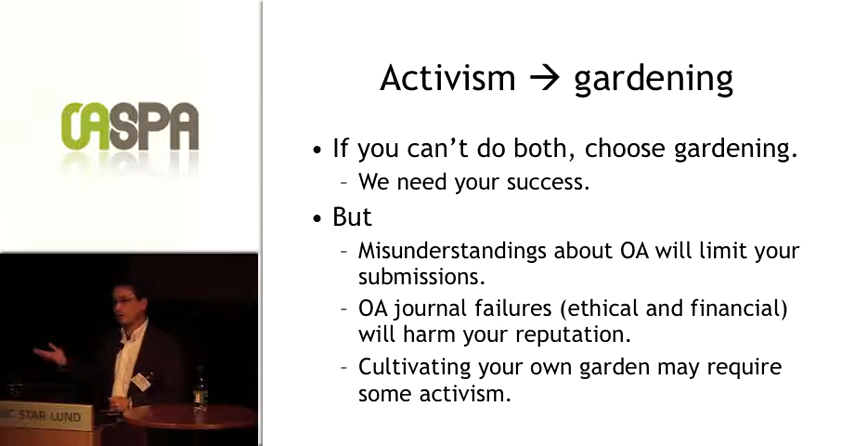 OASPA
Activism → gardening
• If you can't do both, choose gardening.
- We need your success.
• But
- Misunderstandings about OA will limit your
submissions.
- OA journal failures (ethical and financial)
will harm your reputation.
- Cultivating your own garden may require
some activism.
STAR LUND